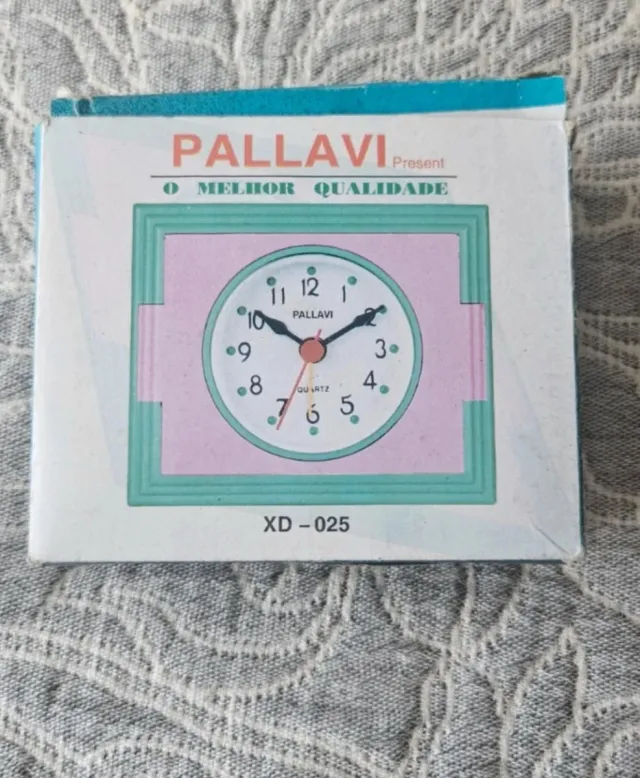 PALLAVI Present
O MELHOR QUALIDADE
12
11 1
10 PALLAVI 2
9 3
8 QUARTZ 4
7 6 5
XD - 025